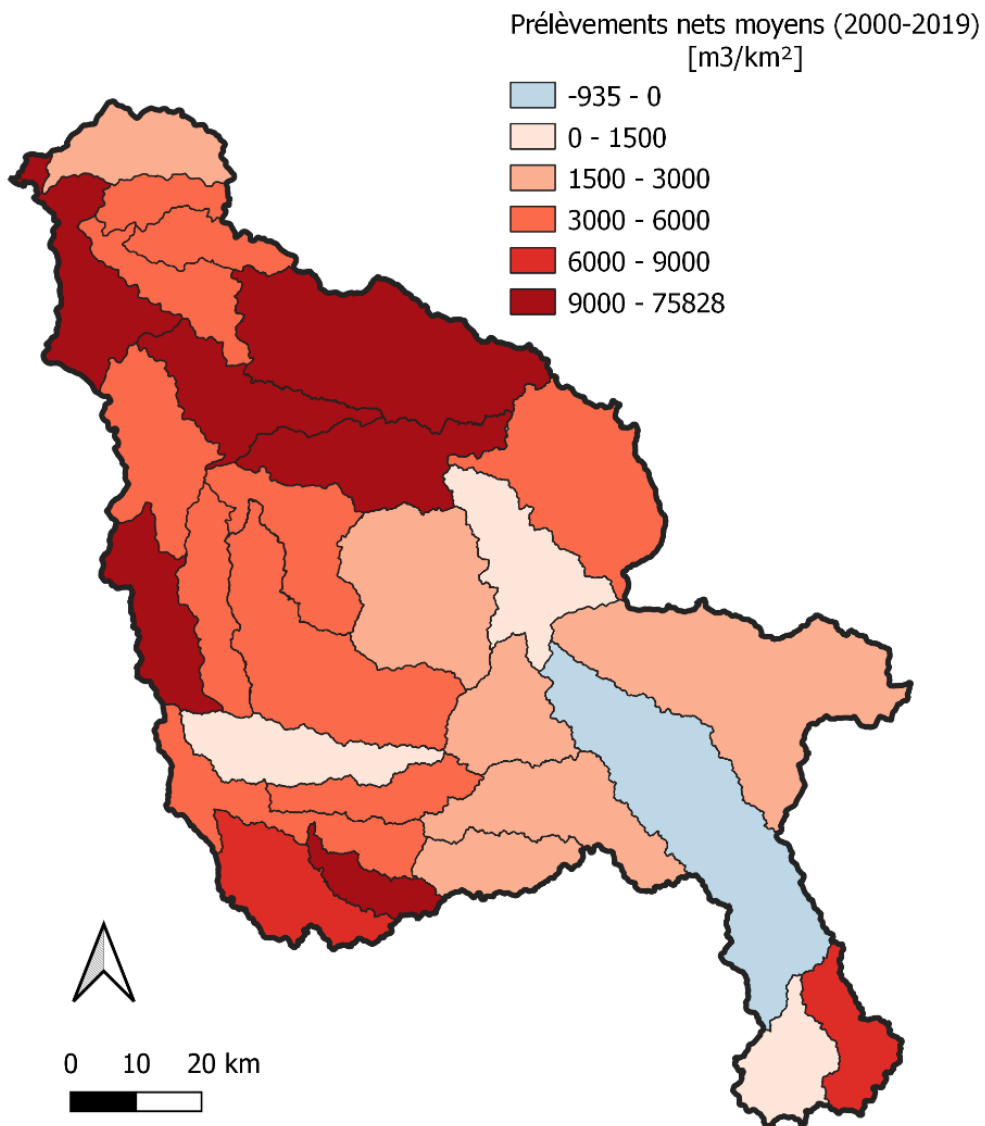 Prélèvements nets moyens (2000-2019)
[m3/km²]
-935 - 0
0 - 1500
1500 - 3000
3000 - 6000
6000 - 9000
9000 - 75828
0 10 20 km